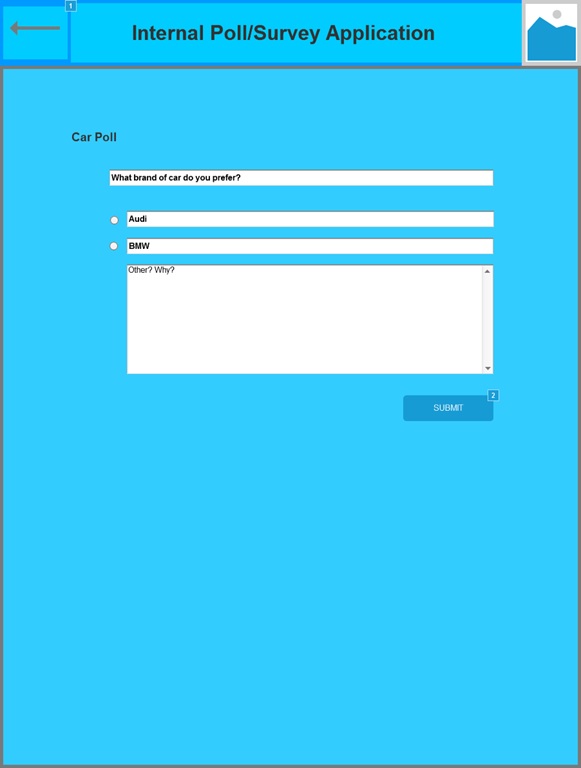 1
Internal Poll/Survey Application
Car Poll
What brand of car do you prefer?
Audi
BMW
Other? Why?
2
SUBMIT